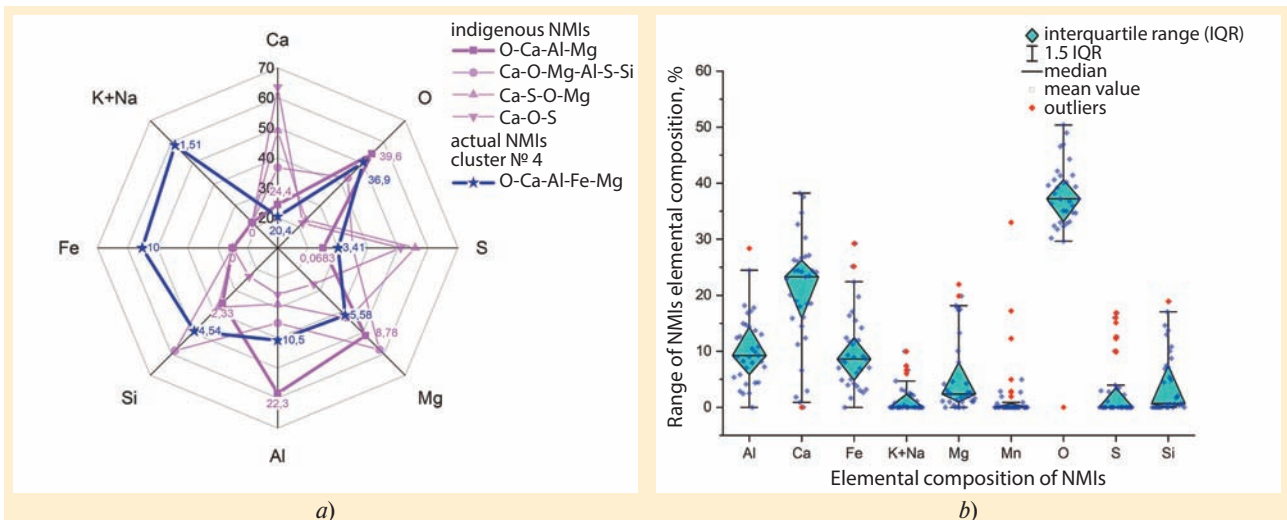 Ca
70
60
50
40
30
20
O
S
Mg
Al
Si
Fe
K+Na
24,4
20,4
39,6
36,9
3,41
0,0683
5,58
8,78
10,5
22,3
4,54
2,33
10
0
1,51
0
indigenous NMIs
O-Ca-Al-Mg
Ca-O-Mg-Al-S-Si
Ca-S-O-Mg
Ca-O-S
actual NMIs
cluster № 4
O-Ca-Al-Fe-Mg
a)
interquartile range (IQR)
1.5 IQR
median
mean value
outliers
Range of NMIs elemental composition, %
60
50
40
30
20
10
0
Al Ca Fe K+Na Mg Mn O S Si
Elemental composition of NMIs
b)